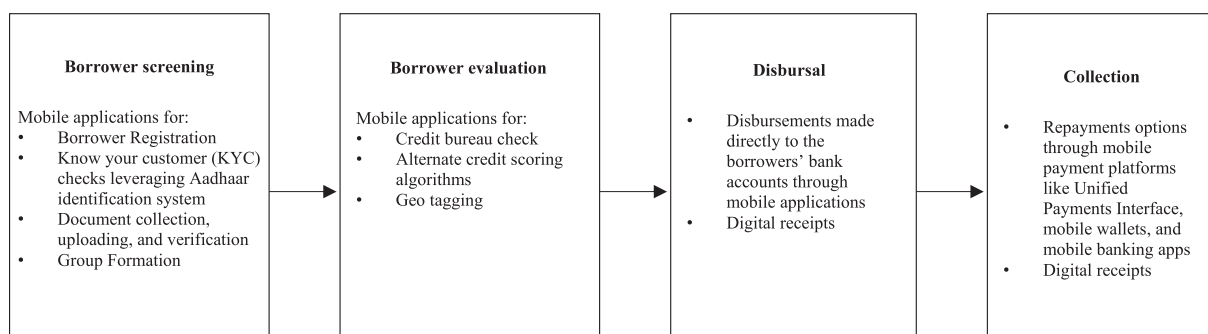 Borrower screening
Mobile applications for:
• Borrower Registration
• Know your customer (KYC)
checks leveraging Aadhaar
identification system
• Document collection,
uploading, and verification
• Group Formation
Borrower evaluation
Mobile applications for:
• Credit bureau check
• Alternate credit scoring
algorithms
• Geo tagging
Disbursal
• Disbursements made
directly to the
borrowers’ bank
accounts through
mobile applications
• Digital receipts
Collection
• Repayments options
through mobile
payment platforms
like Unified
Payments Interface,
mobile wallets, and
mobile banking apps
• Digital receipts